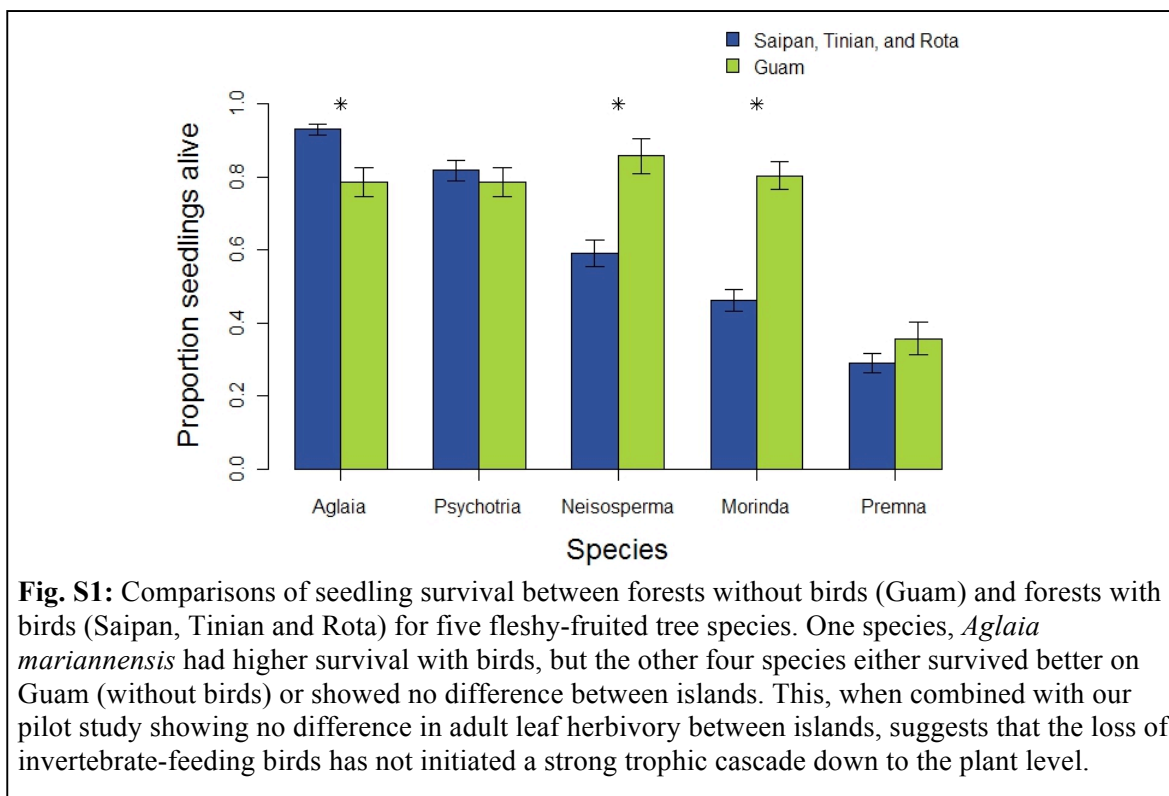 Saipan, Tinian, and Rota
Guam
* * *
Proportion seedlings alive
1.0
0.8
0.6
0.4
0.2
0.0
Aglaia Psychotria Neisosperma Morinda Premna
Species
Fig. S1: Comparisons of seedling survival between forests without birds (Guam) and forests with
birds (Saipan, Tinian and Rota) for five fleshy-fruited tree species. One species, Aglaia
mariannensis had higher survival with birds, but the other four species either survived better on
Guam (without birds) or showed no difference between islands. This, when combined with our
pilot study showing no difference in adult leaf herbivory between islands, suggests that the loss of
invertebrate-feeding birds has not initiated a strong trophic cascade down to the plant level.